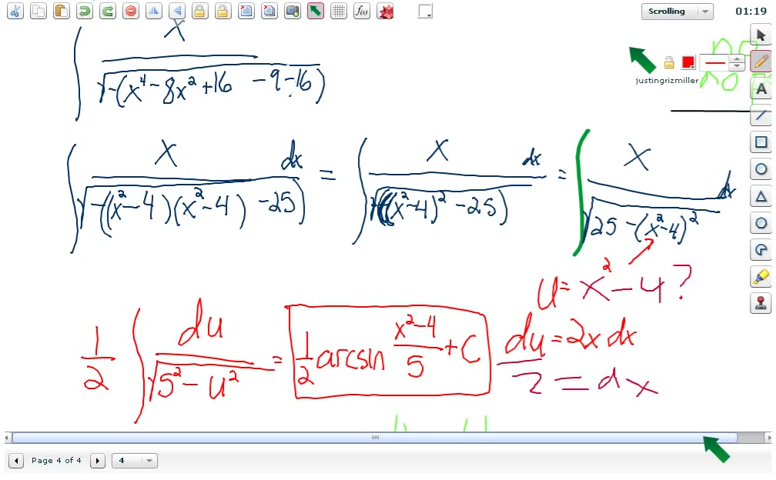 Scrolling 01:19
∫ x / √(-(x⁴ - 8x² + 16 - 9 - 16))
justingrizmiller
∫ x / √(-((x² - 4)(x² - 4) - 25)) dx = ∫ x / √(-((x² - 4)² - 25)) dx = ∫ x / √(25 - (x² - 4)²) dx
u = x² - 4 ?
1/2 ∫ du / √(5² - u²) = 1/2 arcsin (x² - 4)/5 + C
du = 2x dx
du/2 = dx
Page 4 of 4 4